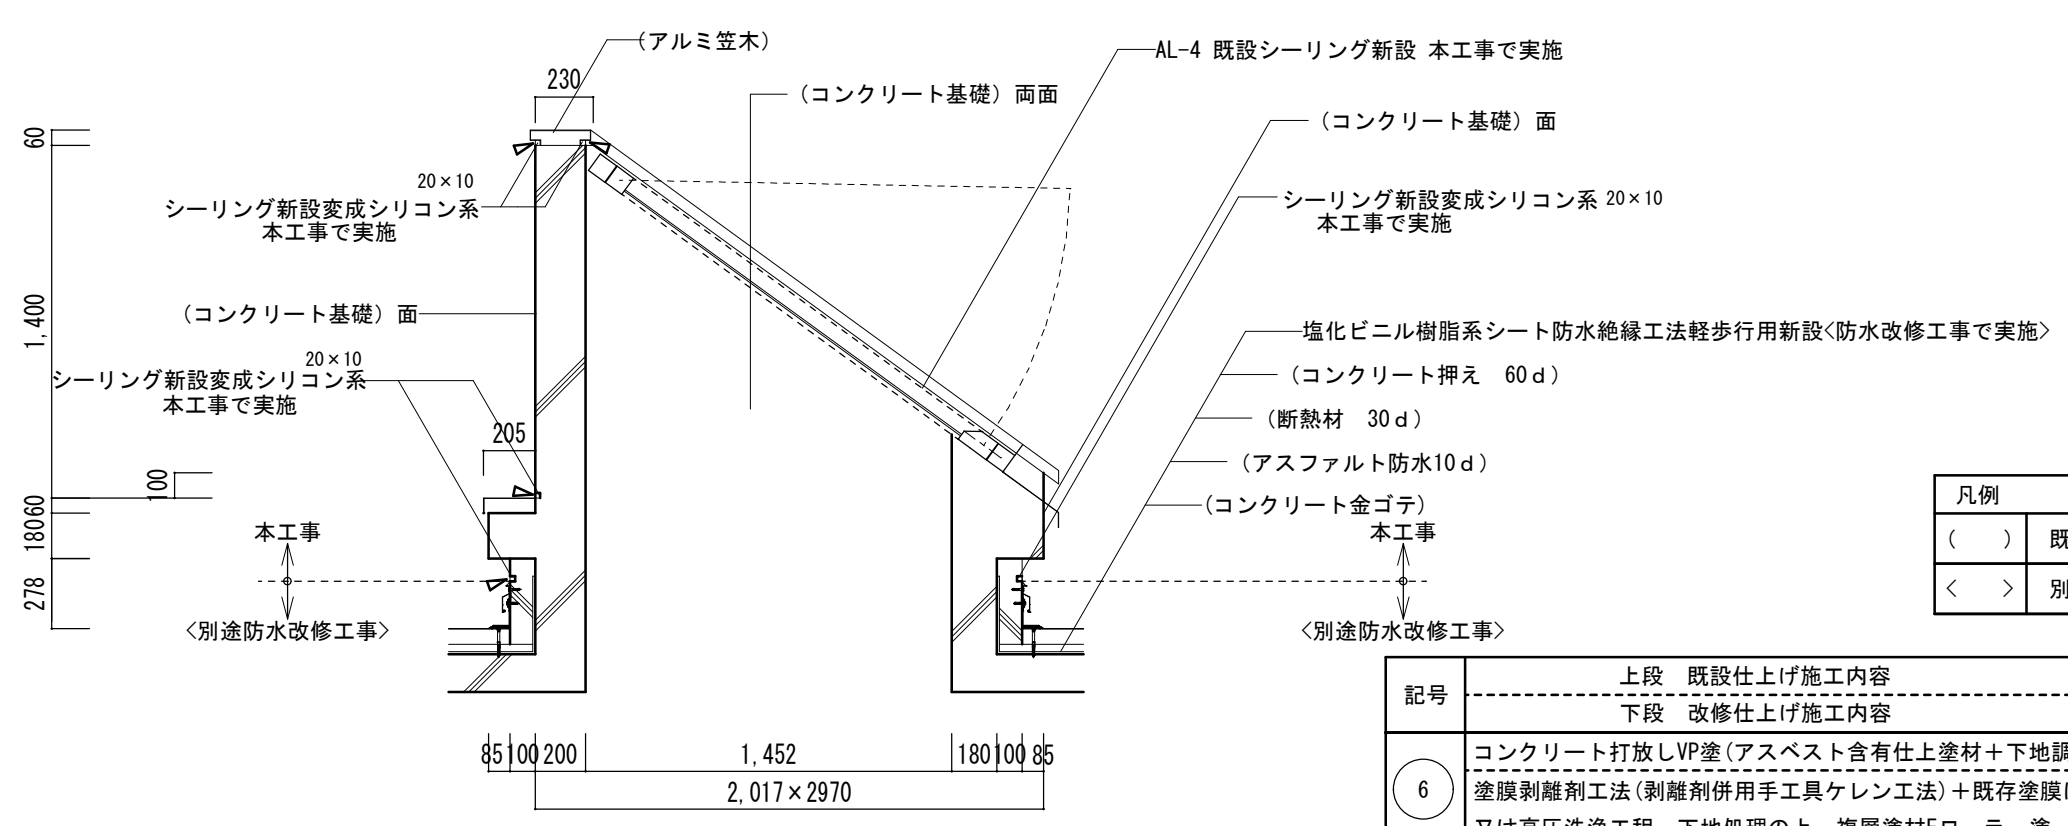 (アルミ笠木)
AL-4 既設シーリング新設 本工事で実施
230
(コンクリート基礎) 両面
(コンクリート基礎) 面
60
20×10
シーリング新設変成シリコン系
本工事で実施
シーリング新設変成シリコン系 20×10
本工事で実施
(コンクリート基礎) 面
1,400
塩化ビニル樹脂系シート防水絶縁工法軽歩行用新設<防水改修工事で実施>
20×10
シーリング新設変成シリコン系
本工事で実施
(コンクリート押え 60d)
(断熱材 30d)
205
(アスファルト防水10d)
100
(コンクリート金ゴテ)
60
180
278
本工事
<別途防水改修工事>
本工事
<別途防水改修工事>
凡例
( ) 既
< > 別
記号
上段 既設仕上げ施工内容
下段 改修仕上げ施工内容
85 100 200 1,452 180 100 85
2,017×2970
6
コンクリート打放しVP塗(アスベスト含有仕上塗材+下地調
塗膜剥離剤工法(剥離剤併用手工具ケレン工法)+既存塗膜